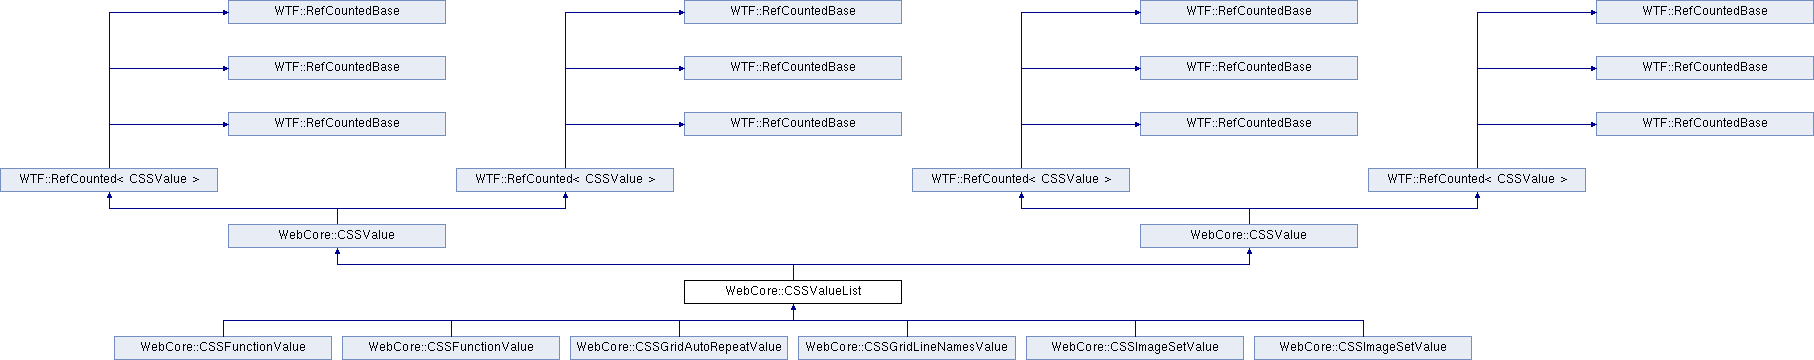 WTF::RefCountedBase
WTF::RefCountedBase
WTF::RefCountedBase
WTF::RefCountedBase
WTF::RefCountedBase
WTF::RefCountedBase
WTF::RefCountedBase
WTF::RefCountedBase
WTF::RefCountedBase
WTF::RefCountedBase
WTF::RefCountedBase
WTF::RefCountedBase
WTF::RefCounted< CSSValue >
WTF::RefCounted< CSSValue >
WTF::RefCounted< CSSValue >
WTF::RefCounted< CSSValue >
WebCore::CSSValue
WebCore::CSSValue
WebCore::CSSValueList
WebCore::CSSFunctionValue
WebCore::CSSFunctionValue
WebCore::CSSGridAutoRepeatValue
WebCore::CSSGridLineNamesValue
WebCore::CSSImageSetValue
WebCore::CSSImageSetValue